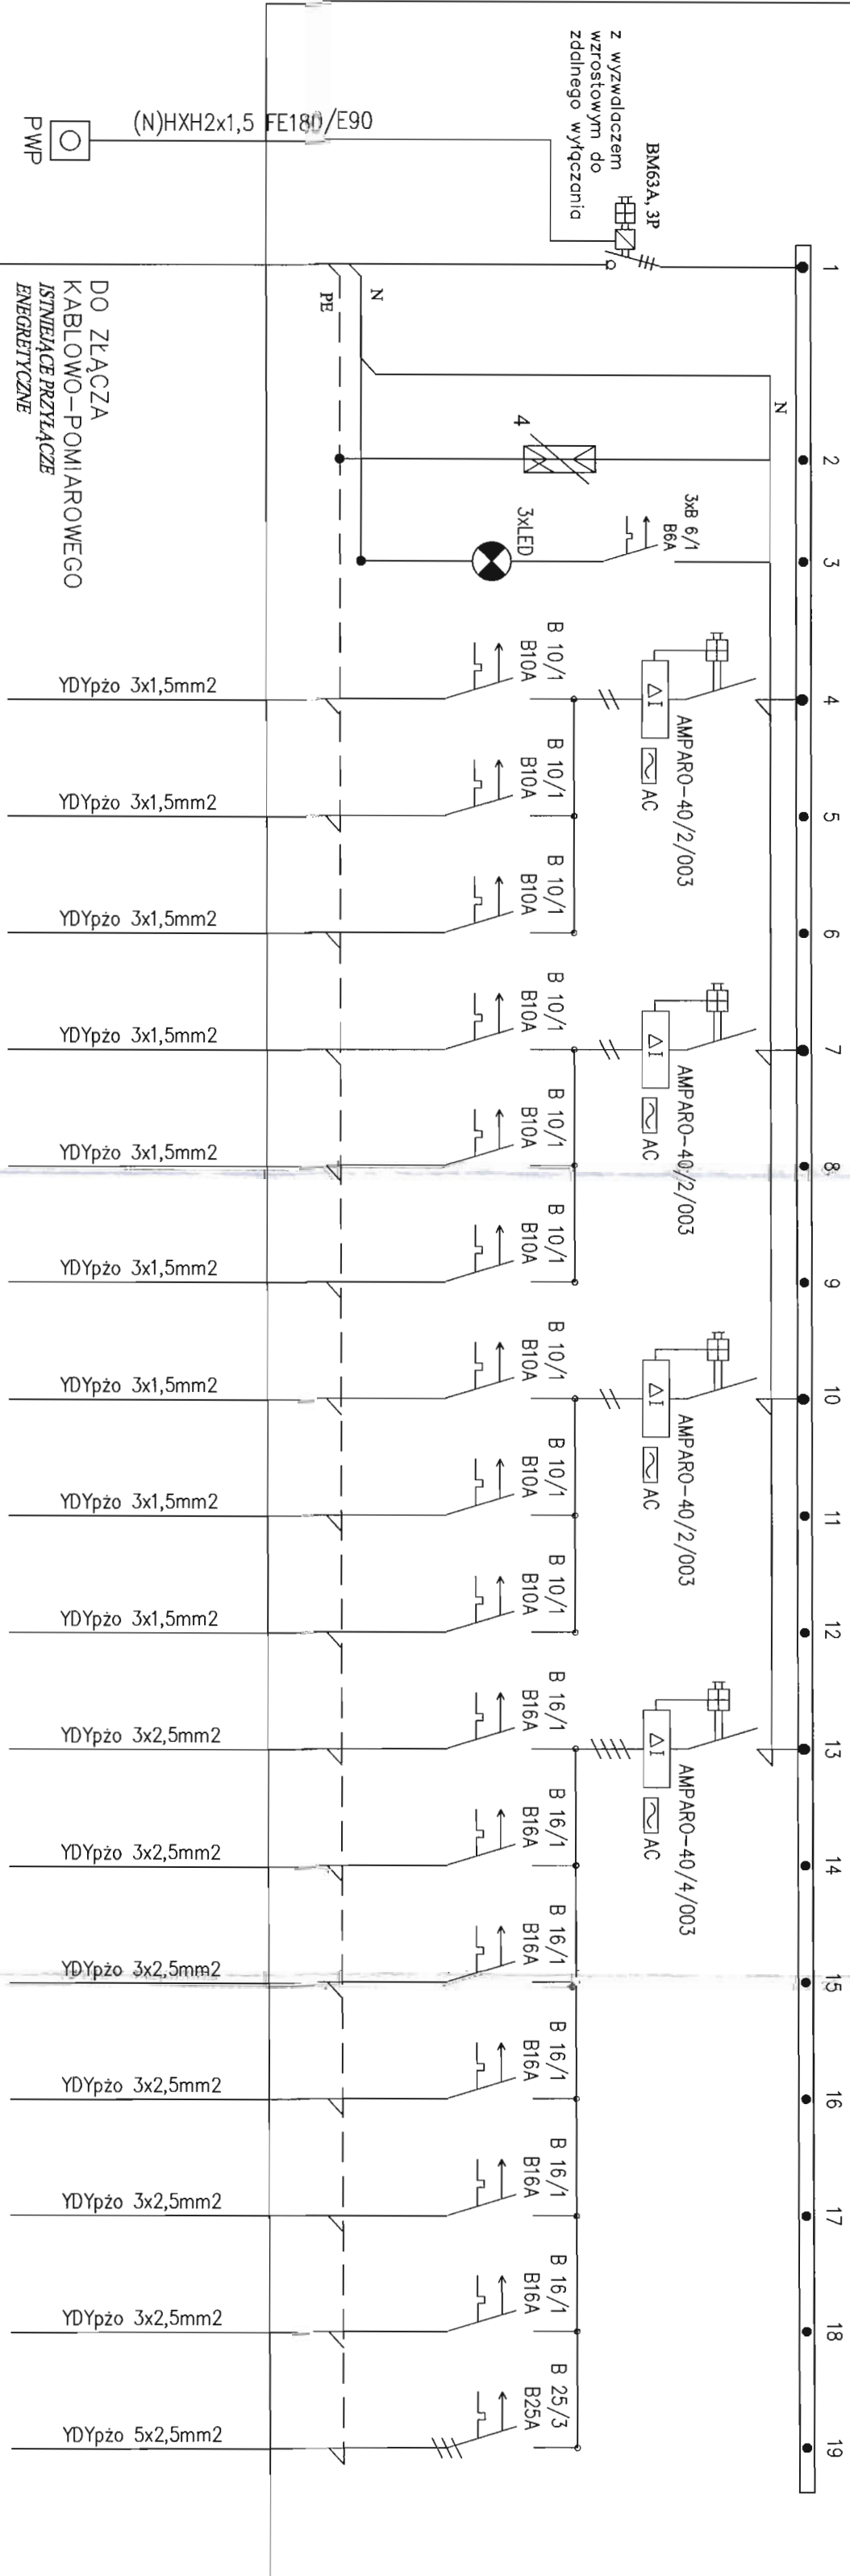 z wyzwalaczem
wzrostowym do
zdalnego wyłączania
BM63A, 3P
(N)HXH2x1,5 FE180/E90
PWP
DO ZŁĄCZA
KABLOWO-POMIAROWEGO
ISTNIEJĄCE PRZYŁĄCZE
ENEGRETYCZNE
1
N
PE
N
2
4
3
3xB 6/1
B6A
3xLED
4
AMPARO-40/2/003
ΔI
AC
B 10/1
B10A
YDYpżo 3x1,5mm2
5
B 10/1
B10A
YDYpżo 3x1,5mm2
6
B 10/1
B10A
YDYpżo 3x1,5mm2
7
AMPARO-40/2/003
ΔI
AC
B 10/1
B10A
YDYpżo 3x1,5mm2
8
B 10/1
B10A
YDYpżo 3x1,5mm2
9
B 10/1
B10A
YDYpżo 3x1,5mm2
10
AMPARO-40/2/003
ΔI
AC
B 10/1
B10A
YDYpżo 3x1,5mm2
11
B 10/1
B10A
YDYpżo 3x1,5mm2
12
B 10/1
B10A
YDYpżo 3x1,5mm2
13
AMPARO-40/4/003
ΔI
AC
B 16/1
B16A
YDYpżo 3x2,5mm2
14
B 16/1
B16A
YDYpżo 3x2,5mm2
15
B 16/1
B16A
YDYpżo 3x2,5mm2
16
B 16/1
B16A
YDYpżo 3x2,5mm2
17
B 16/1
B16A
YDYpżo 3x2,5mm2
18
B 16/1
B16A
YDYpżo 3x2,5mm2
19
B 25/3
B25A
YDYpżo 5x2,5mm2